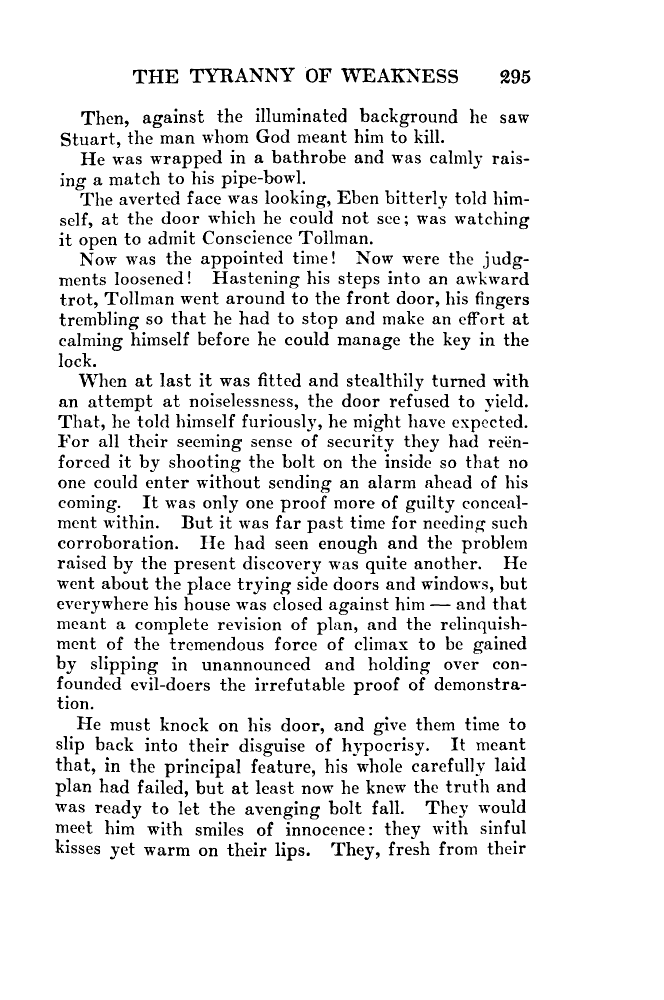 THE TYRANNY OF WEAKNESS 295
Then, against the illuminated background he saw
Stuart, the man whom God meant him to kill.
He was wrapped in a bathrobe and was calmly rais-
ing a match to his pipe-bowl.
The averted face was looking, Eben bitterly told him-
self, at the door which he could not see; was watching
it open to admit Conscience Tollman.
Now was the appointed time! Now were the judg-
ments loosened! Hastening his steps into an awkward
trot, Tollman went around to the front door, his fingers
trembling so that he had to stop and make an effort at
calming himself before he could manage the key in the
lock.
When at last it was fitted and stealthily turned with
an attempt at noiselessness, the door refused to yield.
That, he told himself furiously, he might have expected.
For all their seeming sense of security they had reën-
forced it by shooting the bolt on the inside so that no
one could enter without sending an alarm ahead of his
coming. It was only one proof more of guilty conceal-
ment within. But it was far past time for needing such
corroboration. He had seen enough and the problem
raised by the present discovery was quite another. He
went about the place trying side doors and windows, but
everywhere his house was closed against him — and that
meant a complete revision of plan, and the relinquish-
ment of the tremendous force of climax to be gained
by slipping in unannounced and holding over con-
founded evil-doers the irrefutable proof of demonstra-
tion.
He must knock on his door, and give them time to
slip back into their disguise of hypocrisy. It meant
that, in the principal feature, his whole carefully laid
plan had failed, but at least now he knew the truth and
was ready to let the avenging bolt fall. They would
meet him with smiles of innocence: they with sinful
kisses yet warm on their lips. They, fresh from their